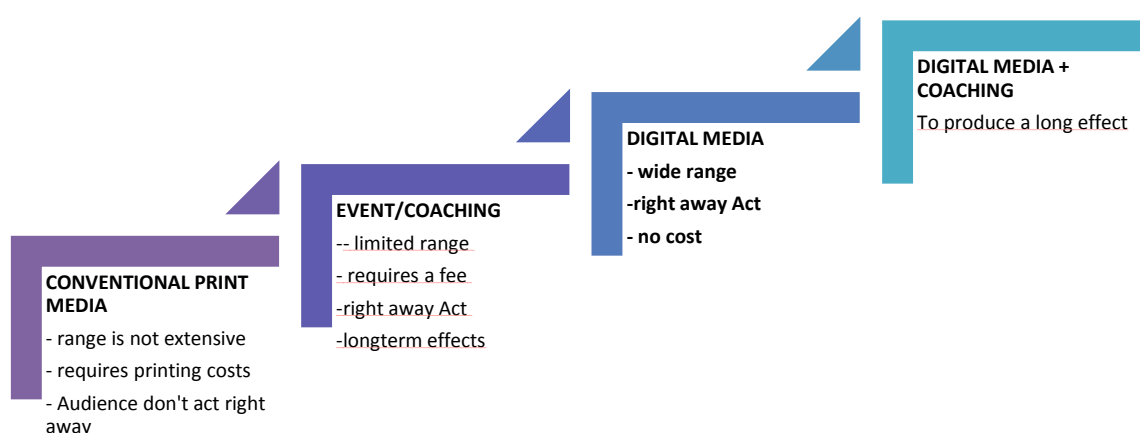 CONVENTIONAL PRINT
MEDIA
- range is not extensive
- requires printing costs
- Audience don't act right
away
EVENT/COACHING
-- limited range
- requires a fee
-right away Act
-longterm effects
DIGITAL MEDIA
- wide range
-right away Act
- no cost
DIGITAL MEDIA +
COACHING
To produce a long effect